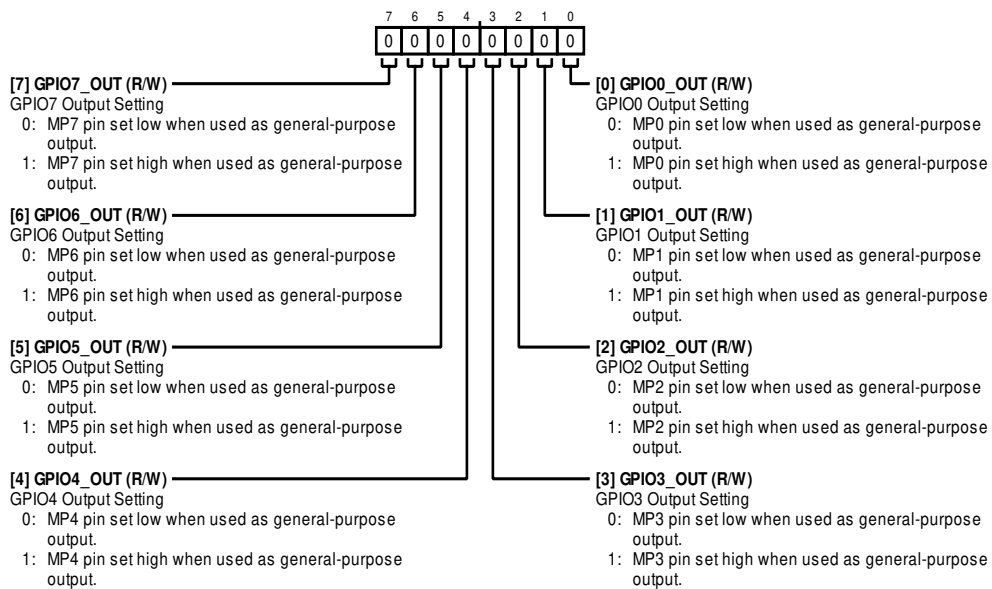 7 6 5 4 3 2 1 0
0 0 0 0 0 0 0 0
[7] GPIO7_OUT (R/W)
GPIO7 Output Setting
0: MP7 pin set low when used as general-purpose
output.
1: MP7 pin set high when used as general-purpose
output.
[6] GPIO6_OUT (R/W)
GPIO6 Output Setting
0: MP6 pin set low when used as general-purpose
output.
1: MP6 pin set high when used as general-purpose
output.
[5] GPIO5_OUT (R/W)
GPIO5 Output Setting
0: MP5 pin set low when used as general-purpose
output.
1: MP5 pin set high when used as general-purpose
output.
[4] GPIO4_OUT (R/W)
GPIO4 Output Setting
0: MP4 pin set low when used as general-purpose
output.
1: MP4 pin set high when used as general-purpose
output.
[0] GPIO0_OUT (R/W)
GPIO0 Output Setting
0: MP0 pin set low when used as general-purpose
output.
1: MP0 pin set high when used as general-purpose
output.
[1] GPIO1_OUT (R/W)
GPIO1 Output Setting
0: MP1 pin set low when used as general-purpose
output.
1: MP1 pin set high when used as general-purpose
output.
[2] GPIO2_OUT (R/W)
GPIO2 Output Setting
0: MP2 pin set low when used as general-purpose
output.
1: MP2 pin set high when used as general-purpose
output.
[3] GPIO3_OUT (R/W)
GPIO3 Output Setting
0: MP3 pin set low when used as general-purpose
output.
1: MP3 pin set high when used as general-purpose
output.